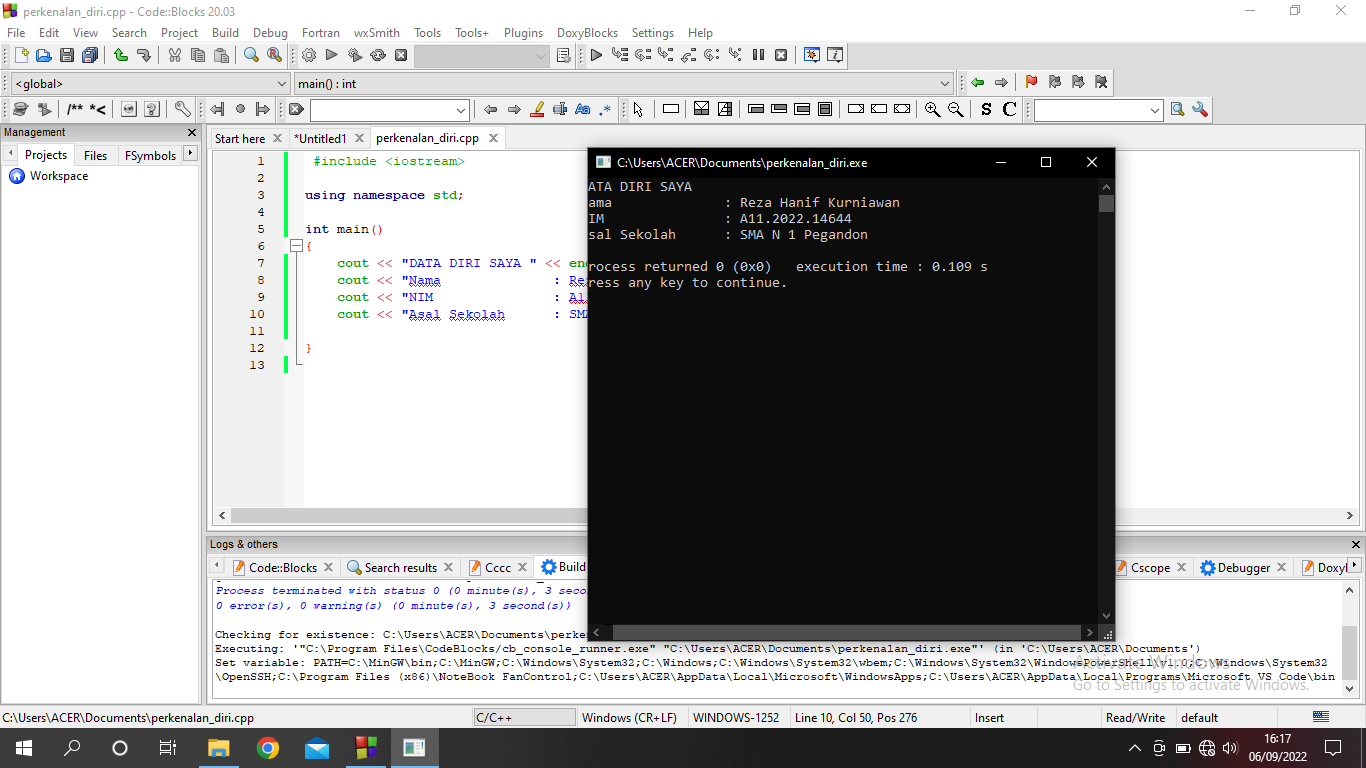 perkenalan_diri.cpp - Code::Blocks 20.03
File Edit View Search Project Build Debug Fortran wxSmith Tools Tools+ Plugins DoxyBlocks Settings Help
<global> main() : int
/** *< Aa .* S C
Management
Projects Files FSymbols
Workspace
Start here *Untitled1 perkenalan_diri.cpp
1 #include <iostream>
2
3 using namespace std;
4
5 int main()
6 {
7 cout << "DATA DIRI SAYA " << en
8 cout << "Nama : Re
9 cout << "NIM : A1
10 cout << "Asal Sekolah : SM
11
12 }
13
C:\Users\ACER\Documents\perkenalan_diri.exe
ATA DIRI SAYA
ama : Reza Hanif Kurniawan
IM : A11.2022.14644
sal Sekolah : SMA N 1 Pegandon
rocess returned 0 (0x0) execution time : 0.109 s
ress any key to continue.
Logs & others
Code::Blocks Search results Cccc Build Cscope Debugger Doxy
Process terminated with status 0 (0 minute(s), 3 seco
0 error(s), 0 warning(s) (0 minute(s), 3 second(s))
Checking for existence: C:\Users\ACER\Documents\perke
Executing: '"C:\Program Files\CodeBlocks/cb_console_runner.exe" "C:\Users\ACER\Documents\perkenalan_diri.exe"' (in 'C:\Users\ACER\Documents')
Set variable: PATH=C:\MinGW\bin;C:\MinGW;C:\Windows\System32;C:\Windows;C:\Windows\System32\wbem;C:\Windows\System32\WindowsPowerShell\v1.0;C:\Windows\System32
\OpenSSH;C:\Program Files (x86)\NoteBook FanControl;C:\Users\ACER\AppData\Local\Microsoft\WindowsApps;C:\Users\ACER\AppData\Local\Programs\Microsoft VS Code\bin
Activate Windows
Go to Settings to activate Windows.
C:\Users\ACER\Documents\perkenalan_diri.cpp C/C++ Windows (CR+LF) WINDOWS-1252 Line 10, Col 50, Pos 276 Insert Read/Write default
16:17
06/09/2022